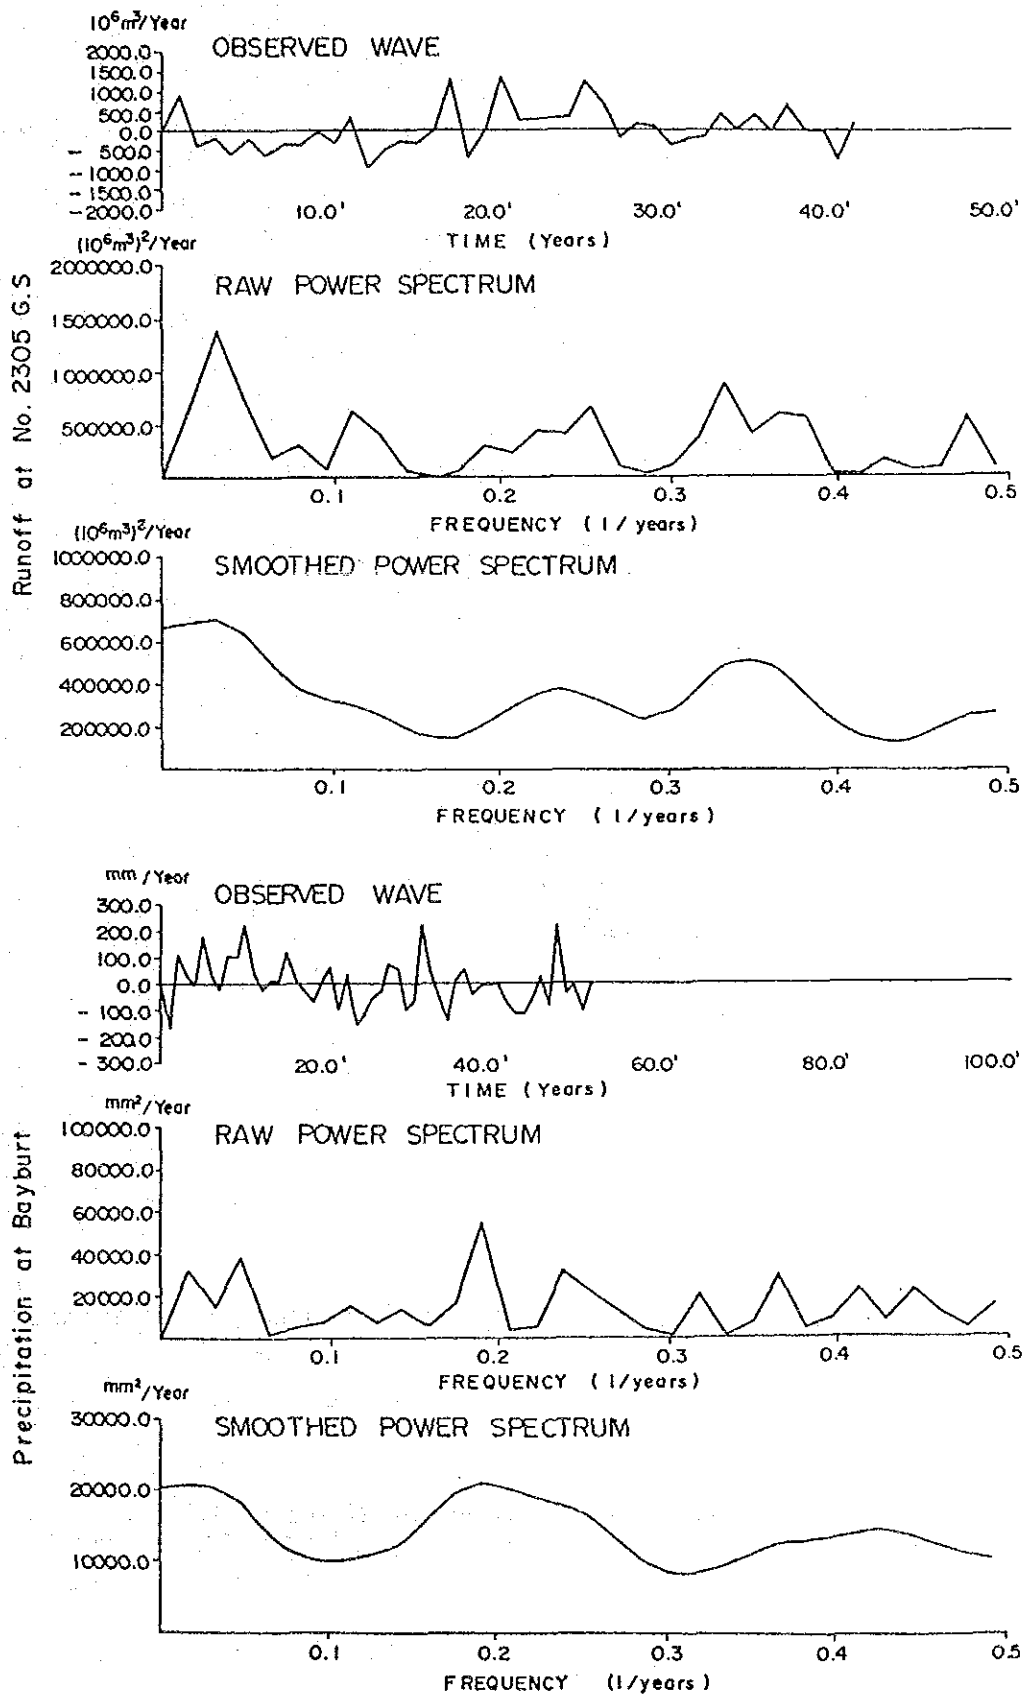 Runoff at No. 2305 G.S
10⁶m³/Year
OBSERVED WAVE
2000.0
1500.0
1000.0
500.0
0.0
- 500.0
- 1000.0
- 1500.0
- 2000.0
10.0' 20.0' 30.0' 40.0' 50.0'
TIME (Years)
(10⁶m³)²/Year
RAW POWER SPECTRUM
2000000.0
1500000.0
1000000.0
500000.0
0.1 0.2 0.3 0.4 0.5
FREQUENCY (1/years)
(10⁶m³)²/Year
SMOOTHED POWER SPECTRUM
1000000.0
800000.0
600000.0
400000.0
200000.0
0.1 0.2 0.3 0.4 0.5
FREQUENCY (1/years)
Precipitation at Bayburt
mm/Year
OBSERVED WAVE
300.0
200.0
100.0
0.0
- 100.0
- 200.0
- 300.0
20.0' 40.0' 60.0' 80.0' 100.0'
TIME (Years)
mm²/Year
RAW POWER SPECTRUM
100000.0
80000.0
60000.0
40000.0
20000.0
0.1 0.2 0.3 0.4 0.5
FREQUENCY (1/years)
mm²/Year
SMOOTHED POWER SPECTRUM
30000.0
20000.0
10000.0
0.1 0.2 0.3 0.4 0.5
FREQUENCY (1/years)